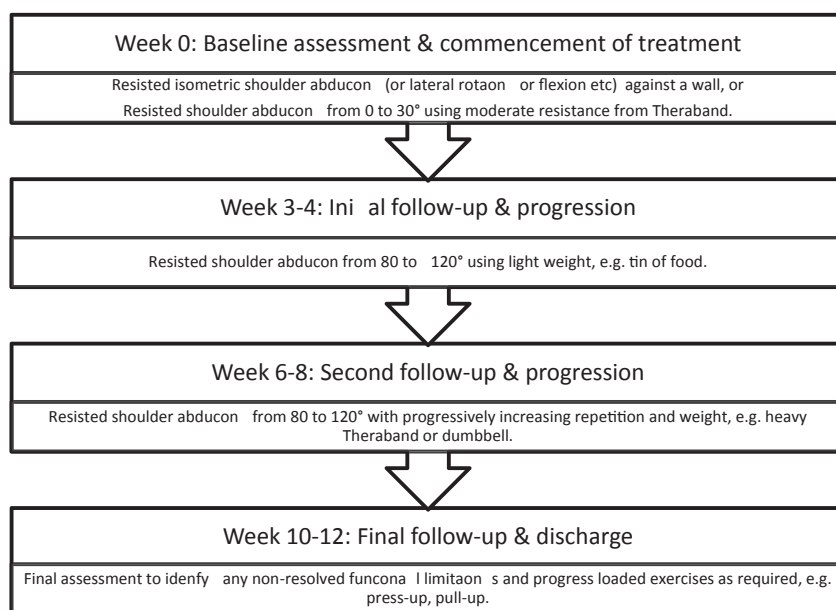 Week 0: Baseline assessment & commencement of treatment
Resisted isometric shoulder abducon (or lateral rotaon or flexion etc) against a wall, or
Resisted shoulder abducon from 0 to 30° using moderate resistance from Theraband.
Week 3-4: Ini al follow-up & progression
Resisted shoulder abducon from 80 to 120° using light weight, e.g. tin of food.
Week 6-8: Second follow-up & progression
Resisted shoulder abducon from 80 to 120° with progressively increasing repetition and weight, e.g. heavy
Theraband or dumbbell.
Week 10-12: Final follow-up & discharge
Final assessment to idenfy any non-resolved funcona l limitaon s and progress loaded exercises as required, e.g.
press-up, pull-up.